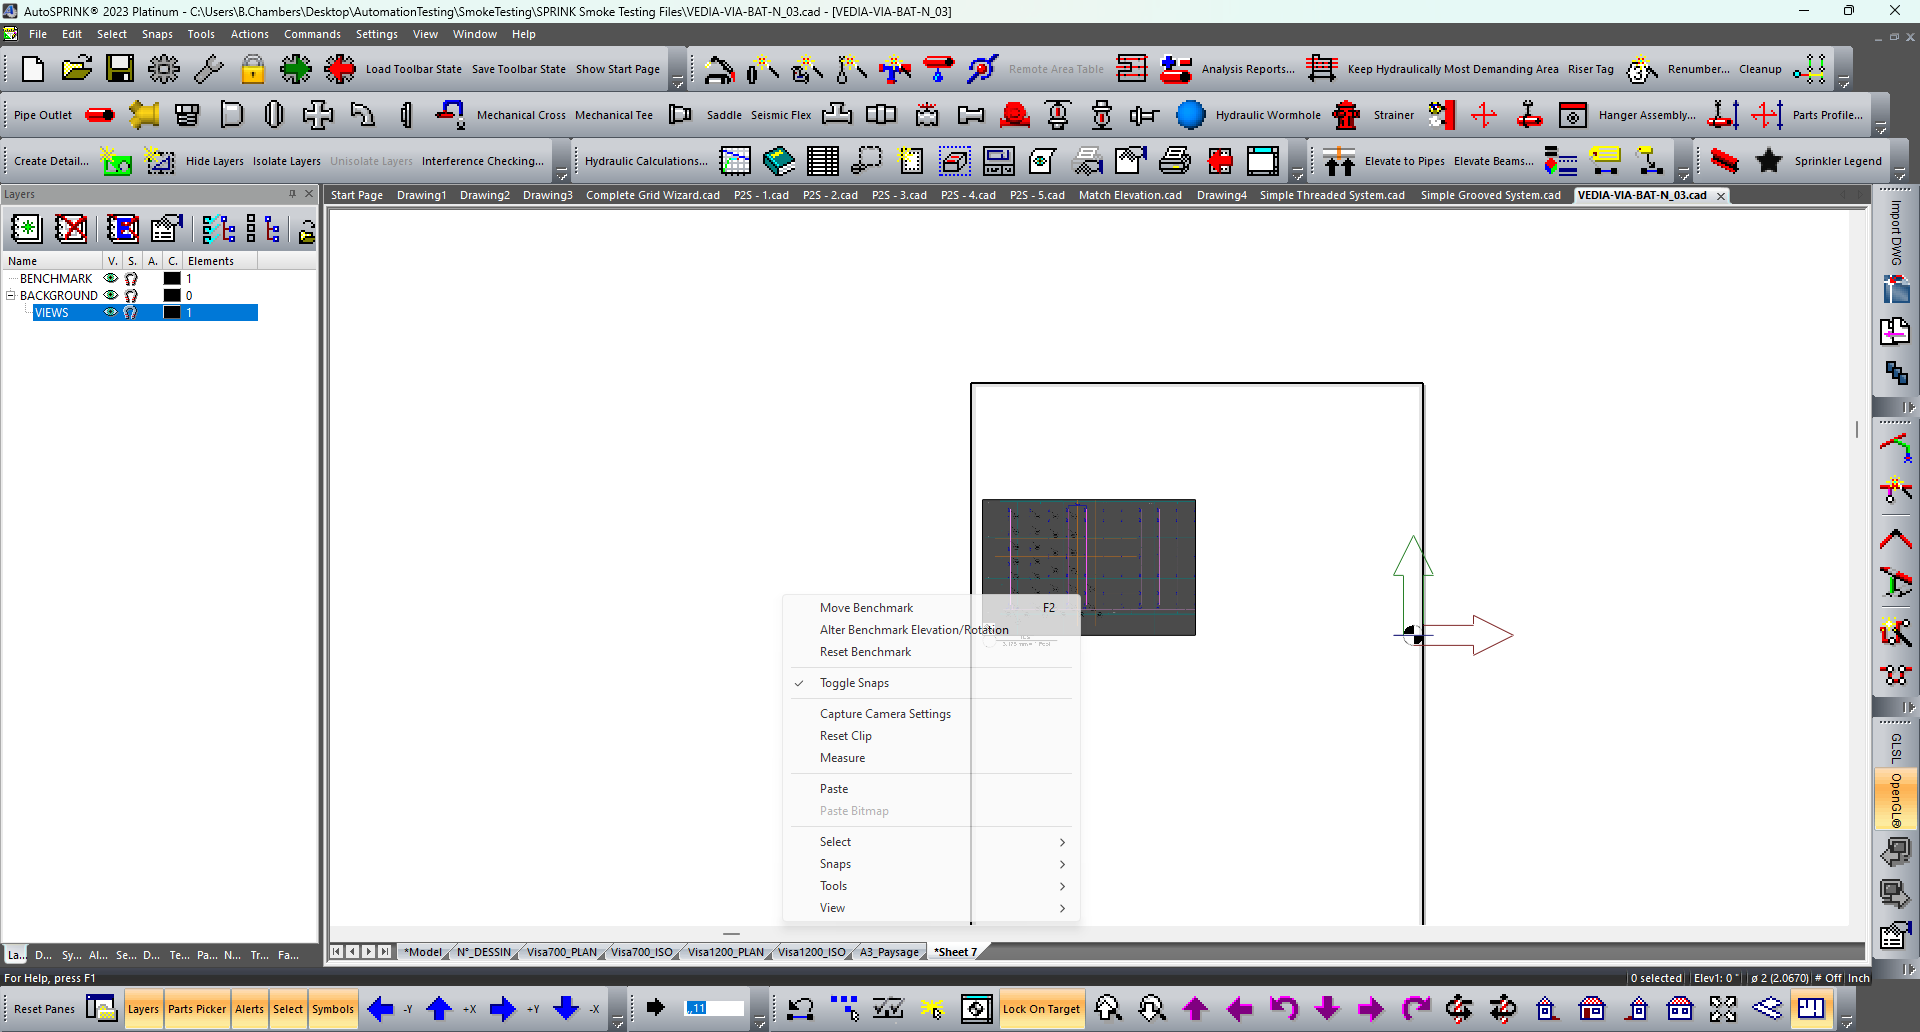 AutoSPRINK® 2023 Platinum - C:\Users\B.Chambers\Desktop\AutomationTesting\SmokeTesting\SPRINK Smoke Testing Files\VEDIA-VIA-BAT-N_03.cad - [VEDIA-VIA-BAT-N_03]
File Edit Select Snaps Tools Actions Commands Settings View Window Help
Load Toolbar State Save Toolbar State Show Start Page Remote Area Table Analysis Reports... Keep Hydraulically Most Demanding Area Riser Tag Renumber... Cleanup
Pipe Outlet Mechanical Cross Mechanical Tee Saddle Seismic Flex Hydraulic Wormhole Strainer Hanger Assembly... Parts Profile...
Create Detail... Hide Layers Isolate Layers Unisolate Layers Interference Checking... Hydraulic Calculations... Elevate to Pipes Elevate Beams... Sprinkler Legend
Layers
Start Page Drawing1 Drawing2 Drawing3 Complete Grid Wizard.cad P2S - 1.cad P2S - 2.cad P2S - 3.cad P2S - 4.cad P2S - 5.cad Match Elevation.cad Drawing4 Simple Threaded System.cad Simple Grooved System.cad VEDIA-VIA-BAT-N_03.cad
Name V. S. A. C. Elements
BENCHMARK 1
BACKGROUND 0
VIEWS 1
Import DWG
GLSL
OpenGL®
Move Benchmark F2
Alter Benchmark Elevation/Rotation
Reset Benchmark
Toggle Snaps
Capture Camera Settings
Reset Clip
Measure
Paste
Paste Bitmap
Select
Snaps
Tools
View
La... D... Sy... Al... Se... D... Te... Pa... N... Tr... Fa...
*Model N°_DESSIN Visa700_PLAN Visa700_ISO Visa1200_PLAN Visa1200_ISO A3_Paysage *Sheet 7
For Help, press F1
0 selected Elev1: 0 " ø 2 (2.0670) # Off Inch
Reset Panes Layers Parts Picker Alerts Select Symbols -Y +X +Y -X ,,11 Lock On Target